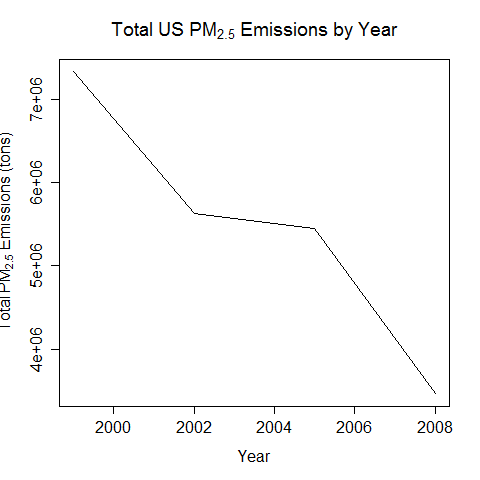 Total US PM2.5 Emissions by Year
Total PM2.5 Emissions (tons)
7e+06
6e+06
5e+06
4e+06
2000 2002 2004 2006 2008
Year